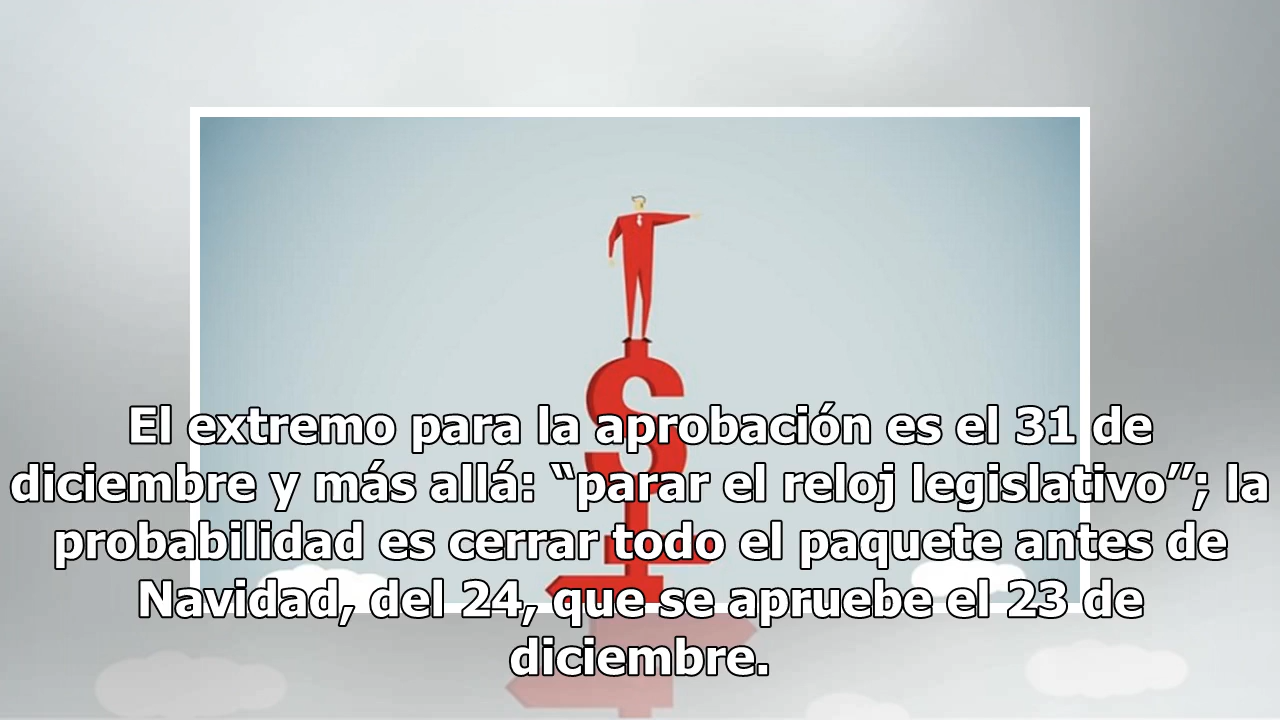 El extremo para la aprobación es el 31 de
diciembre y más allá: “parar el reloj legislativo”; la
probabilidad es cerrar todo el paquete antes de
Navidad, del 24, que se apruebe el 23 de
diciembre.